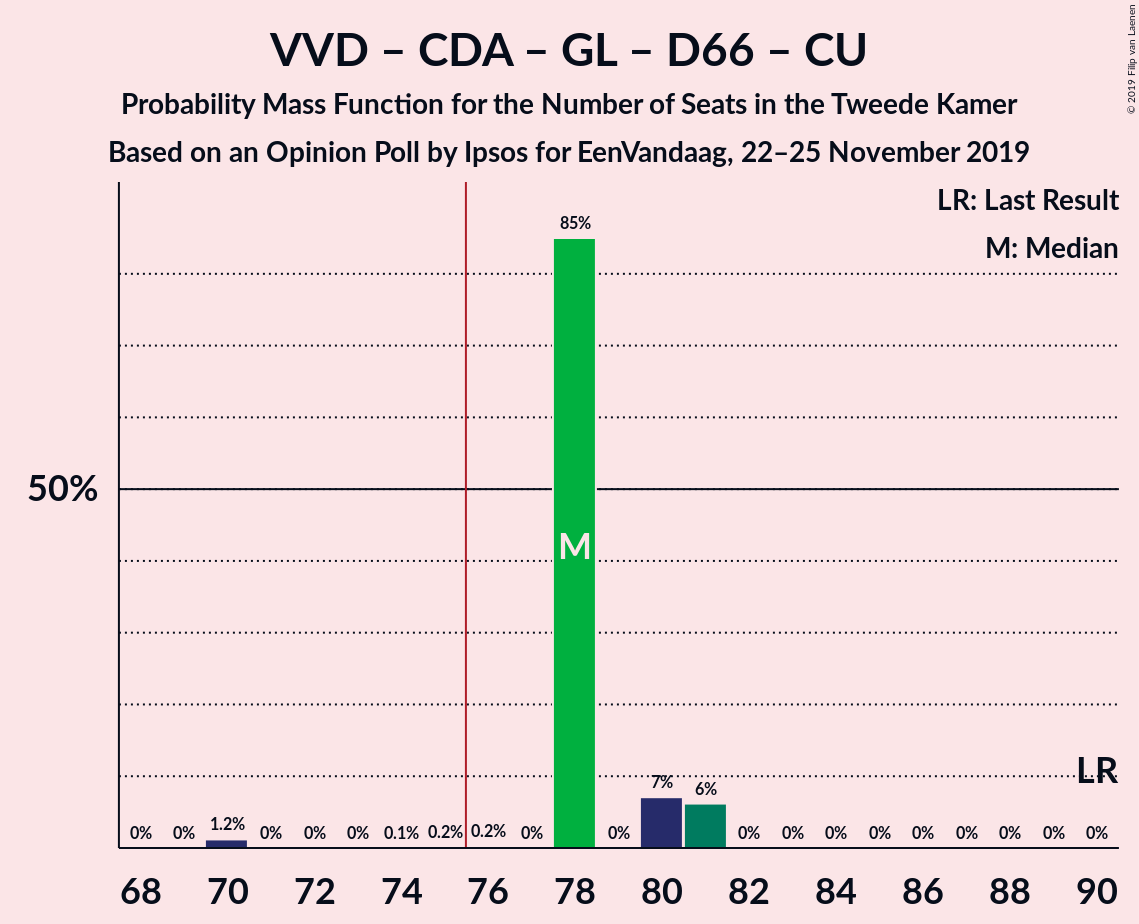 VVD – CDA – GL – D66 – CU
Probability Mass Function for the Number of Seats in the Tweede Kamer
Based on an Opinion Poll by Ipsos for EenVandaag, 22–25 November 2019
© 2019 Filip van Laenen
LR: Last Result
M: Median
85%
50%
M
LR
0% 0% 1.2% 0% 0% 0% 0.1% 0.2% 0.2% 0% 0% 7% 6% 0% 0% 0% 0% 0% 0% 0% 0% 0%
68 70 72 74 76 78 80 82 84 86 88 90